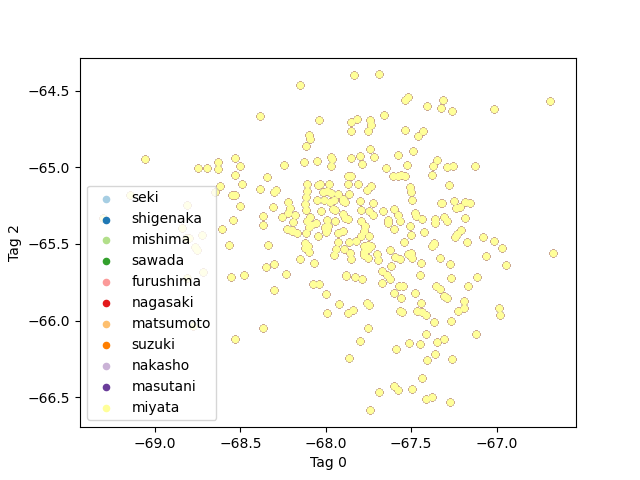 Tag 2
−64.5
−65.0
−65.5
−66.0
−66.5
seki
shigenaka
mishima
sawada
furushima
nagasaki
matsumoto
suzuki
nakasho
masutani
miyata
−69.0 −68.5 −68.0 −67.5 −67.0
Tag 0